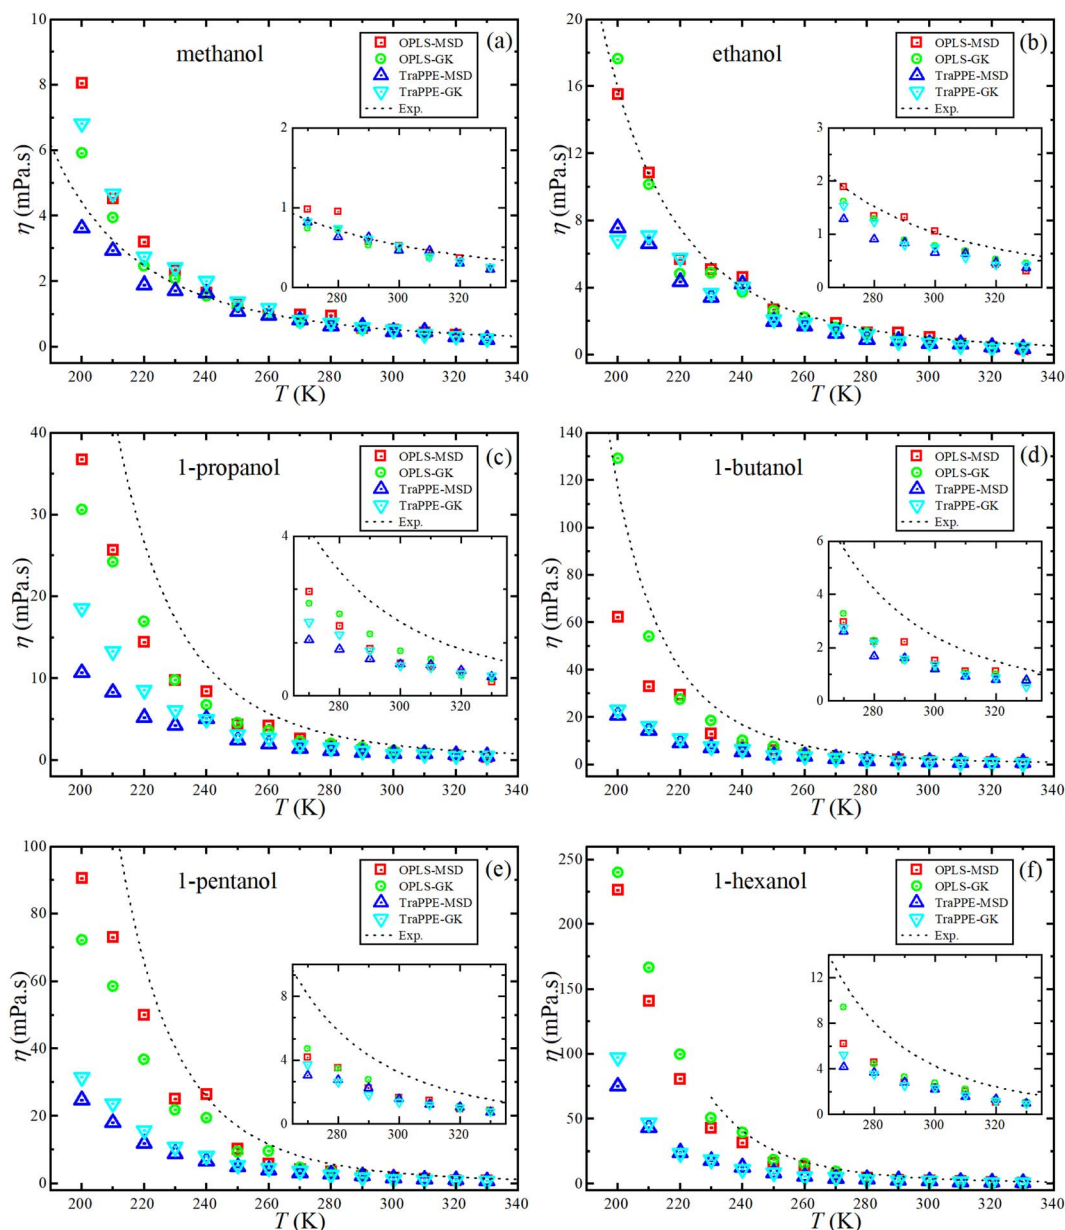 (a)
methanol
OPLS-MSD
OPLS-GK
TraPPE-MSD
TraPPE-GK
Exp.
10
8
6
4
2
0
2
1
0
280 300 320
200 220 240 260 280 300 320 340
η (mPa.s)
T (K)
(b)
ethanol
OPLS-MSD
OPLS-GK
TraPPE-MSD
TraPPE-GK
Exp.
20
16
12
8
4
0
3
2
1
0
280 300 320
200 220 240 260 280 300 320 340
η (mPa.s)
T (K)
(c)
1-propanol
OPLS-MSD
OPLS-GK
TraPPE-MSD
TraPPE-GK
Exp.
40
30
20
10
0
4
0
280 300 320
200 220 240 260 280 300 320 340
η (mPa.s)
T (K)
(d)
1-butanol
OPLS-MSD
OPLS-GK
TraPPE-MSD
TraPPE-GK
Exp.
140
120
100
80
60
40
20
0
6
4
2
0
280 300 320
200 220 240 260 280 300 320 340
η (mPa.s)
T (K)
(e)
1-pentanol
OPLS-MSD
OPLS-GK
TraPPE-MSD
TraPPE-GK
Exp.
100
80
60
40
20
0
8
4
0
280 300 320
200 220 240 260 280 300 320 340
η (mPa.s)
T (K)
(f)
1-hexanol
OPLS-MSD
OPLS-GK
TraPPE-MSD
TraPPE-GK
Exp.
250
200
150
100
50
0
12
8
4
0
280 300 320
200 220 240 260 280 300 320 340
η (mPa.s)
T (K)